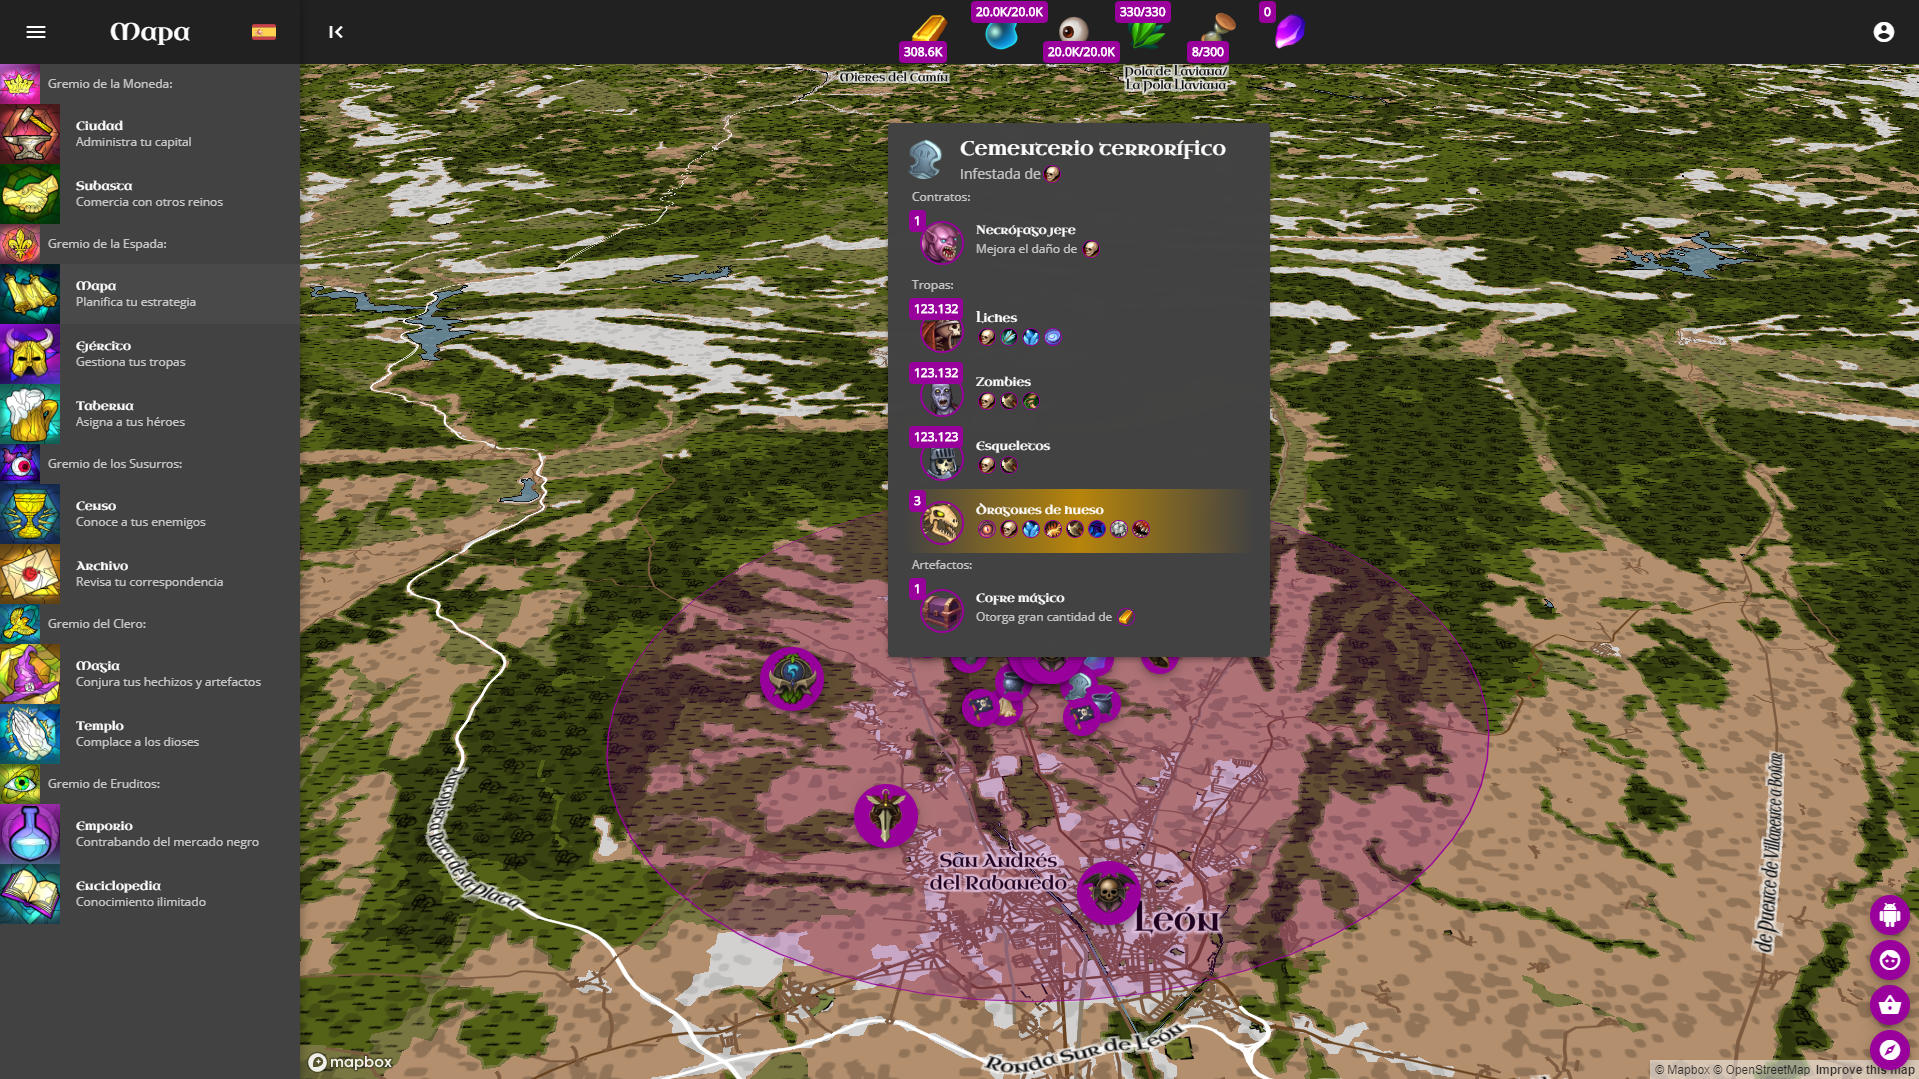 Mapa
308.6K
20.0K/20.0K
20.0K/20.0K
330/330
8/300
0
Gremio de la Moneda:
Ciudad
Administra tu capital
Subasta
Comercia con otros reinos
Gremio de la Espada:
Mapa
Planifica tu estrategia
Ejército
Gestiona tus tropas
Taberna
Asigna a tus héroes
Gremio de los Susurros:
Censo
Conoce a tus enemigos
Archivo
Revisa tu correspondencia
Gremio del Clero:
Magia
Conjura tus hechizos y artefactos
Templo
Complace a los dioses
Gremio de Eruditos:
Emporio
Contrabando del mercado negro
Enciclopedia
Conocimiento ilimitado
Mieres del Camín
Pola de Laviana/
La Pola Llaviana
Cementerio terrorífico
Infestada de
Contratos:
1
Necrófago jefe
Mejora el daño de
Tropas:
123.132
Liches
123.132
Zombies
123.123
Esqueletos
3
Dragones de hueso
Artefactos:
1
Cofre mágico
Otorga gran cantidad de
San Andrés
del Rabanedo
León
Autopista Ruta de la Plata
de Puente de Villarente a Boñar
Ronda Sur de León
mapbox
© Mapbox © OpenStreetMap Improve this map